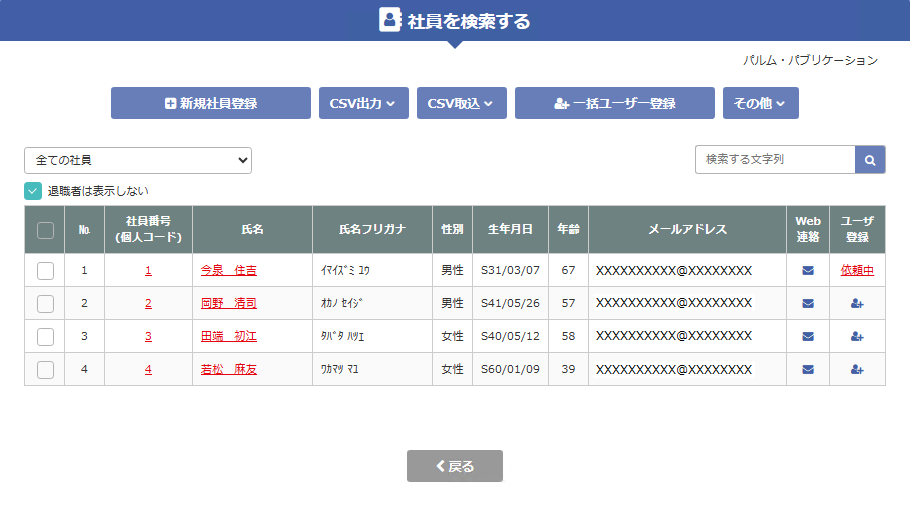 社員を検索する
パルム・パブリケーション
新規社員登録 CSV出力 CSV取込 一括ユーザー登録 その他
全ての社員 検索する文字列
退職者は表示しない
No. 社員番号 (個人コード) 氏名 氏名フリガナ 性別 生年月日 年齢 メールアドレス Web連絡 ユーザ登録
1 1 今泉　住吉 ｲﾏｲｽﾞﾐ ﾕｳ 男性 S31/03/07 67 XXXXXXXXXX@XXXXXXXX 依頼中
2 2 岡野　清司 ｵｶﾉ ｾｲｼﾞ 男性 S41/05/26 57 XXXXXXXXXX@XXXXXXXX
3 3 田端　初江 ﾀﾊﾞﾀ ﾊﾂｴ 女性 S40/05/12 58 XXXXXXXXXX@XXXXXXXX
4 4 若松　麻友 ﾜｶﾏﾂ ﾏﾕ 女性 S60/01/09 39 XXXXXXXXXX@XXXXXXXX
戻る